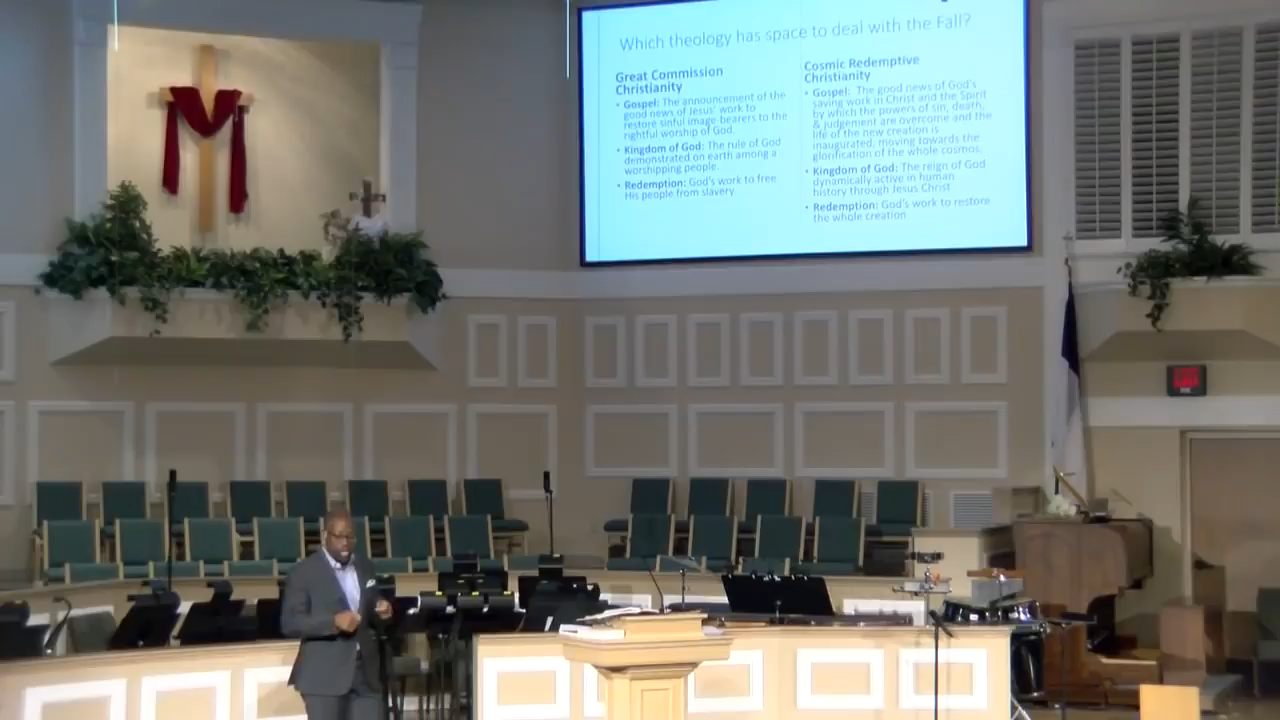 Which theology has space to deal with the Fall?
Great Commission
Christianity
• Gospel: The announcement of the
good news of Jesus' work to
restore sinful image bearers to the
rightful worship of God.
• Kingdom of God: The rule of God
demonstrated on earth among a
worshipping people.
• Redemption: God's work to free
His people from slavery.
Cosmic Redemptive
Christianity
• Gospel: The good news of God's
saving work in Christ and the Spirit
by which the powers of sin, death,
& judgement are overcome and the
life of the new creation is
inaugurated, moving towards the
glorification of the whole cosmos.
• Kingdom of God: The reign of God
dynamically active in human
history through Jesus Christ
• Redemption: God's work to restore
the whole creation